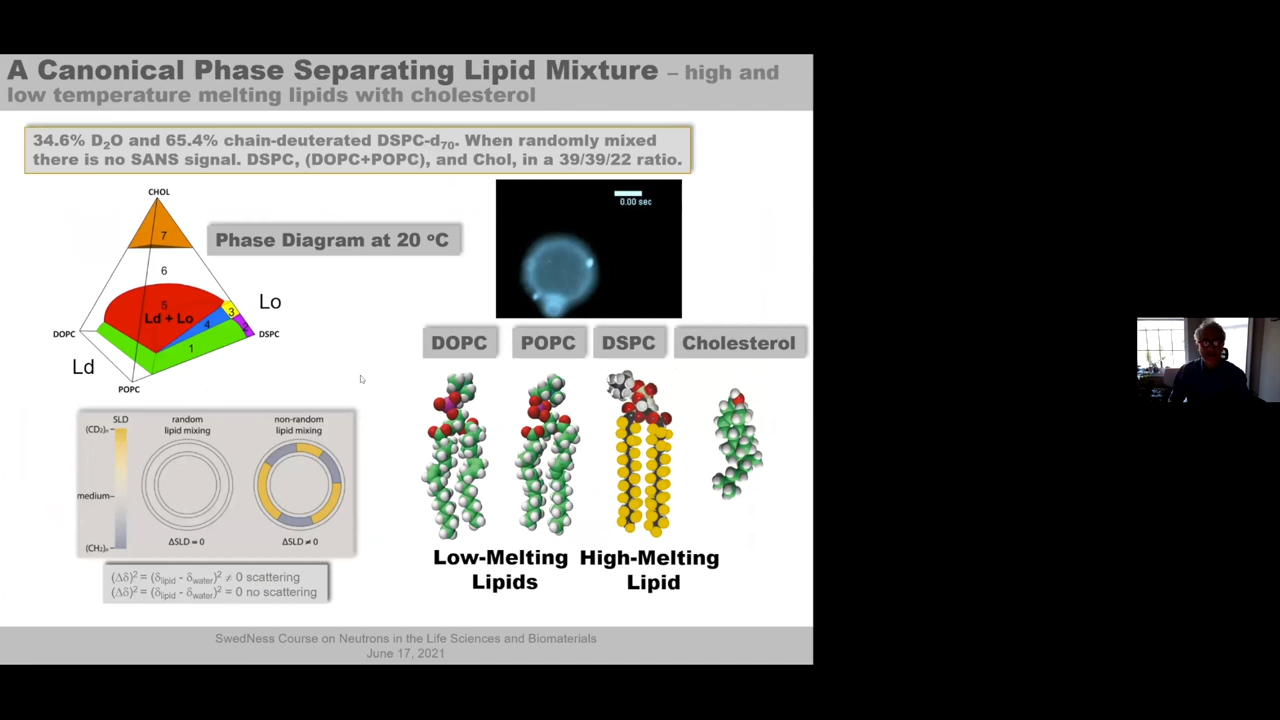 A Canonical Phase Separating Lipid Mixture – high and
low temperature melting lipids with cholesterol
34.6% D₂O and 65.4% chain-deuterated DSPC-d₇₀. When randomly mixed
there is no SANS signal. DSPC, (DOPC+POPC), and Chol, in a 39/39/22 ratio.
CHOL
7
Phase Diagram at 20 ᵒC
6
5
Ld + Lo
4
3
2
1
Lo
DOPC
DSPC
Ld
POPC
0.00 sec
DOPC
POPC
DSPC
Cholesterol
Low-Melting
Lipids
High-Melting
Lipid
SLD
(CD₂)ₙ
medium
(CH₂)ₙ
random
lipid mixing
ΔSLD = 0
non-random
lipid mixing
ΔSLD ≠ 0
(Δδ)² = (δlipid - δwater)² ≠ 0 scattering
(Δδ)² = (δlipid - δwater)² = 0 no scattering
SwedNess Course on Neutrons in the Life Sciences and Biomaterials
June 17, 2021